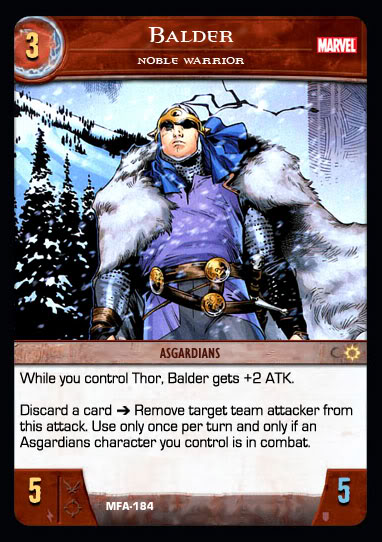 3
BALDER
NOBLE WARRIOR
MARVEL
ASGARDIANS
C
While you control Thor, Balder gets +2 ATK.
Discard a card ➔ Remove target team attacker from
this attack. Use only once per turn and only if an
Asgardians character you control is in combat.
5
MFA-184
5